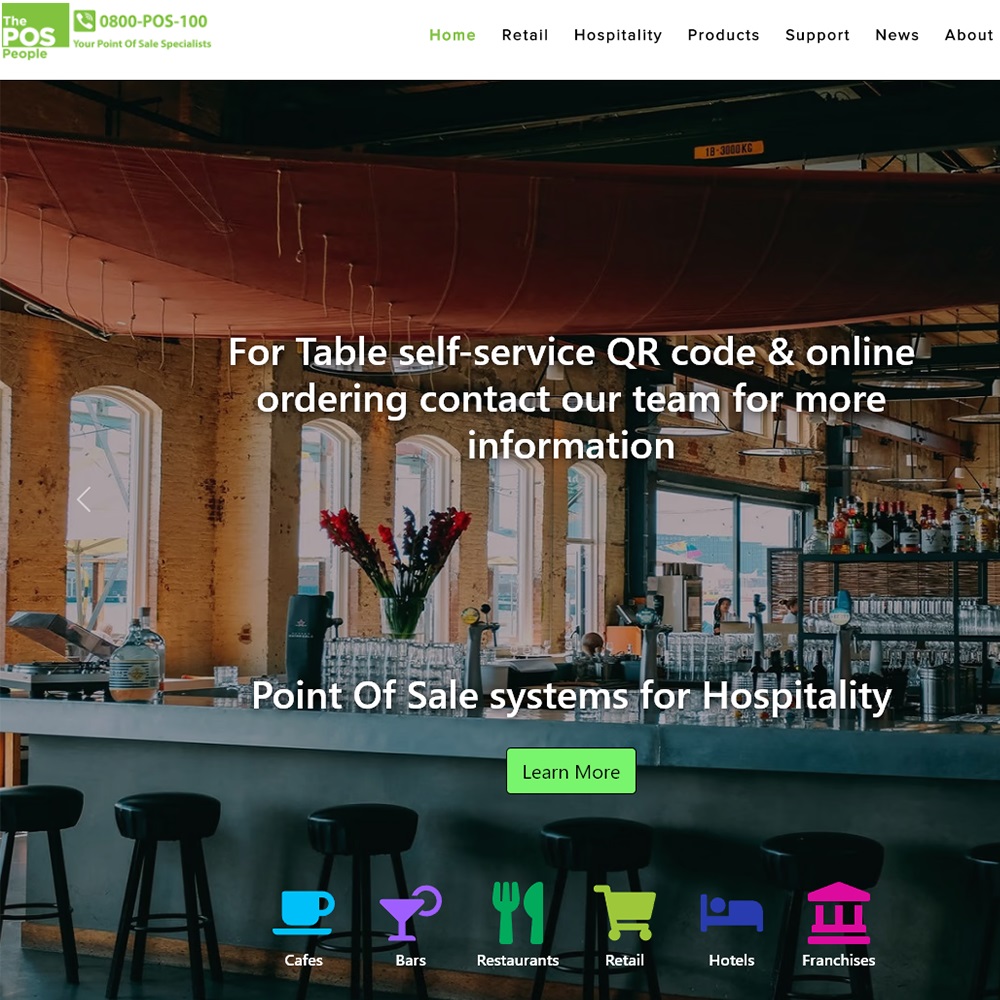 The
POS
People
0800-POS-100
Your Point Of Sale Specialists
Home Retail Hospitality Products Support News About
1B-3000KG
For Table self-service QR code & online
ordering contact our team for more
information
Point Of Sale systems for Hospitality
Learn More
Cafes Bars Restaurants Retail Hotels Franchises